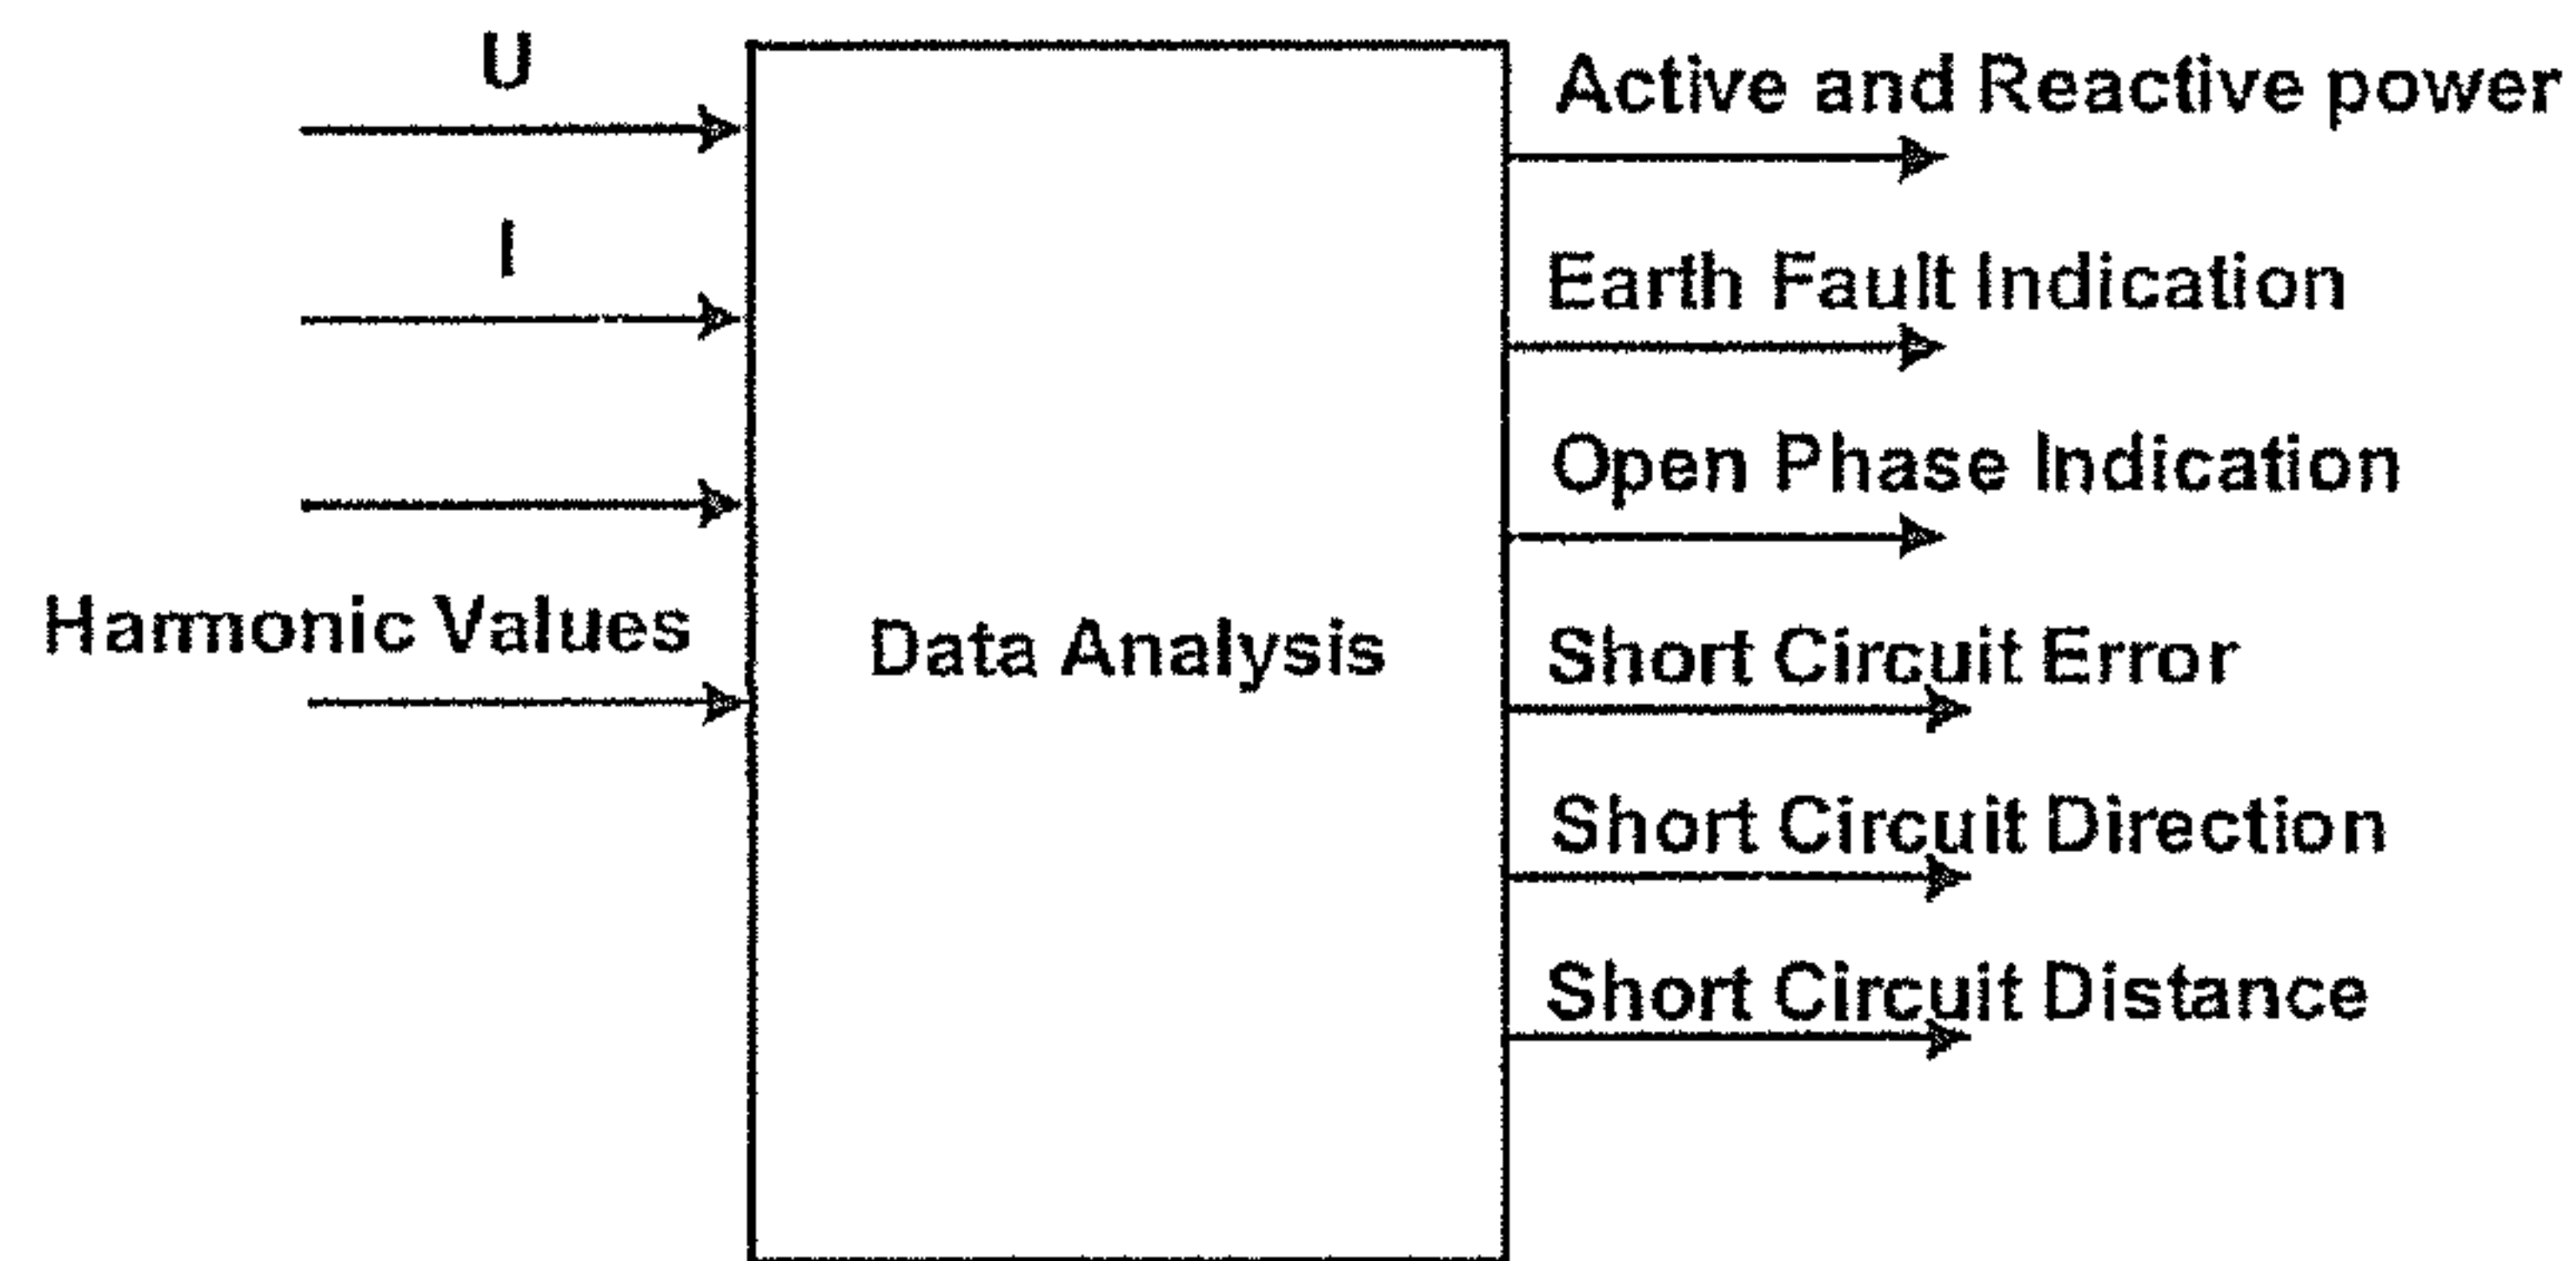 U
I
Harmonic Values
Data Analysis
Active and Reactive power
Earth Fault Indication
Open Phase Indication
Short Circuit Error
Short Circuit Direction
Short Circuit Distance